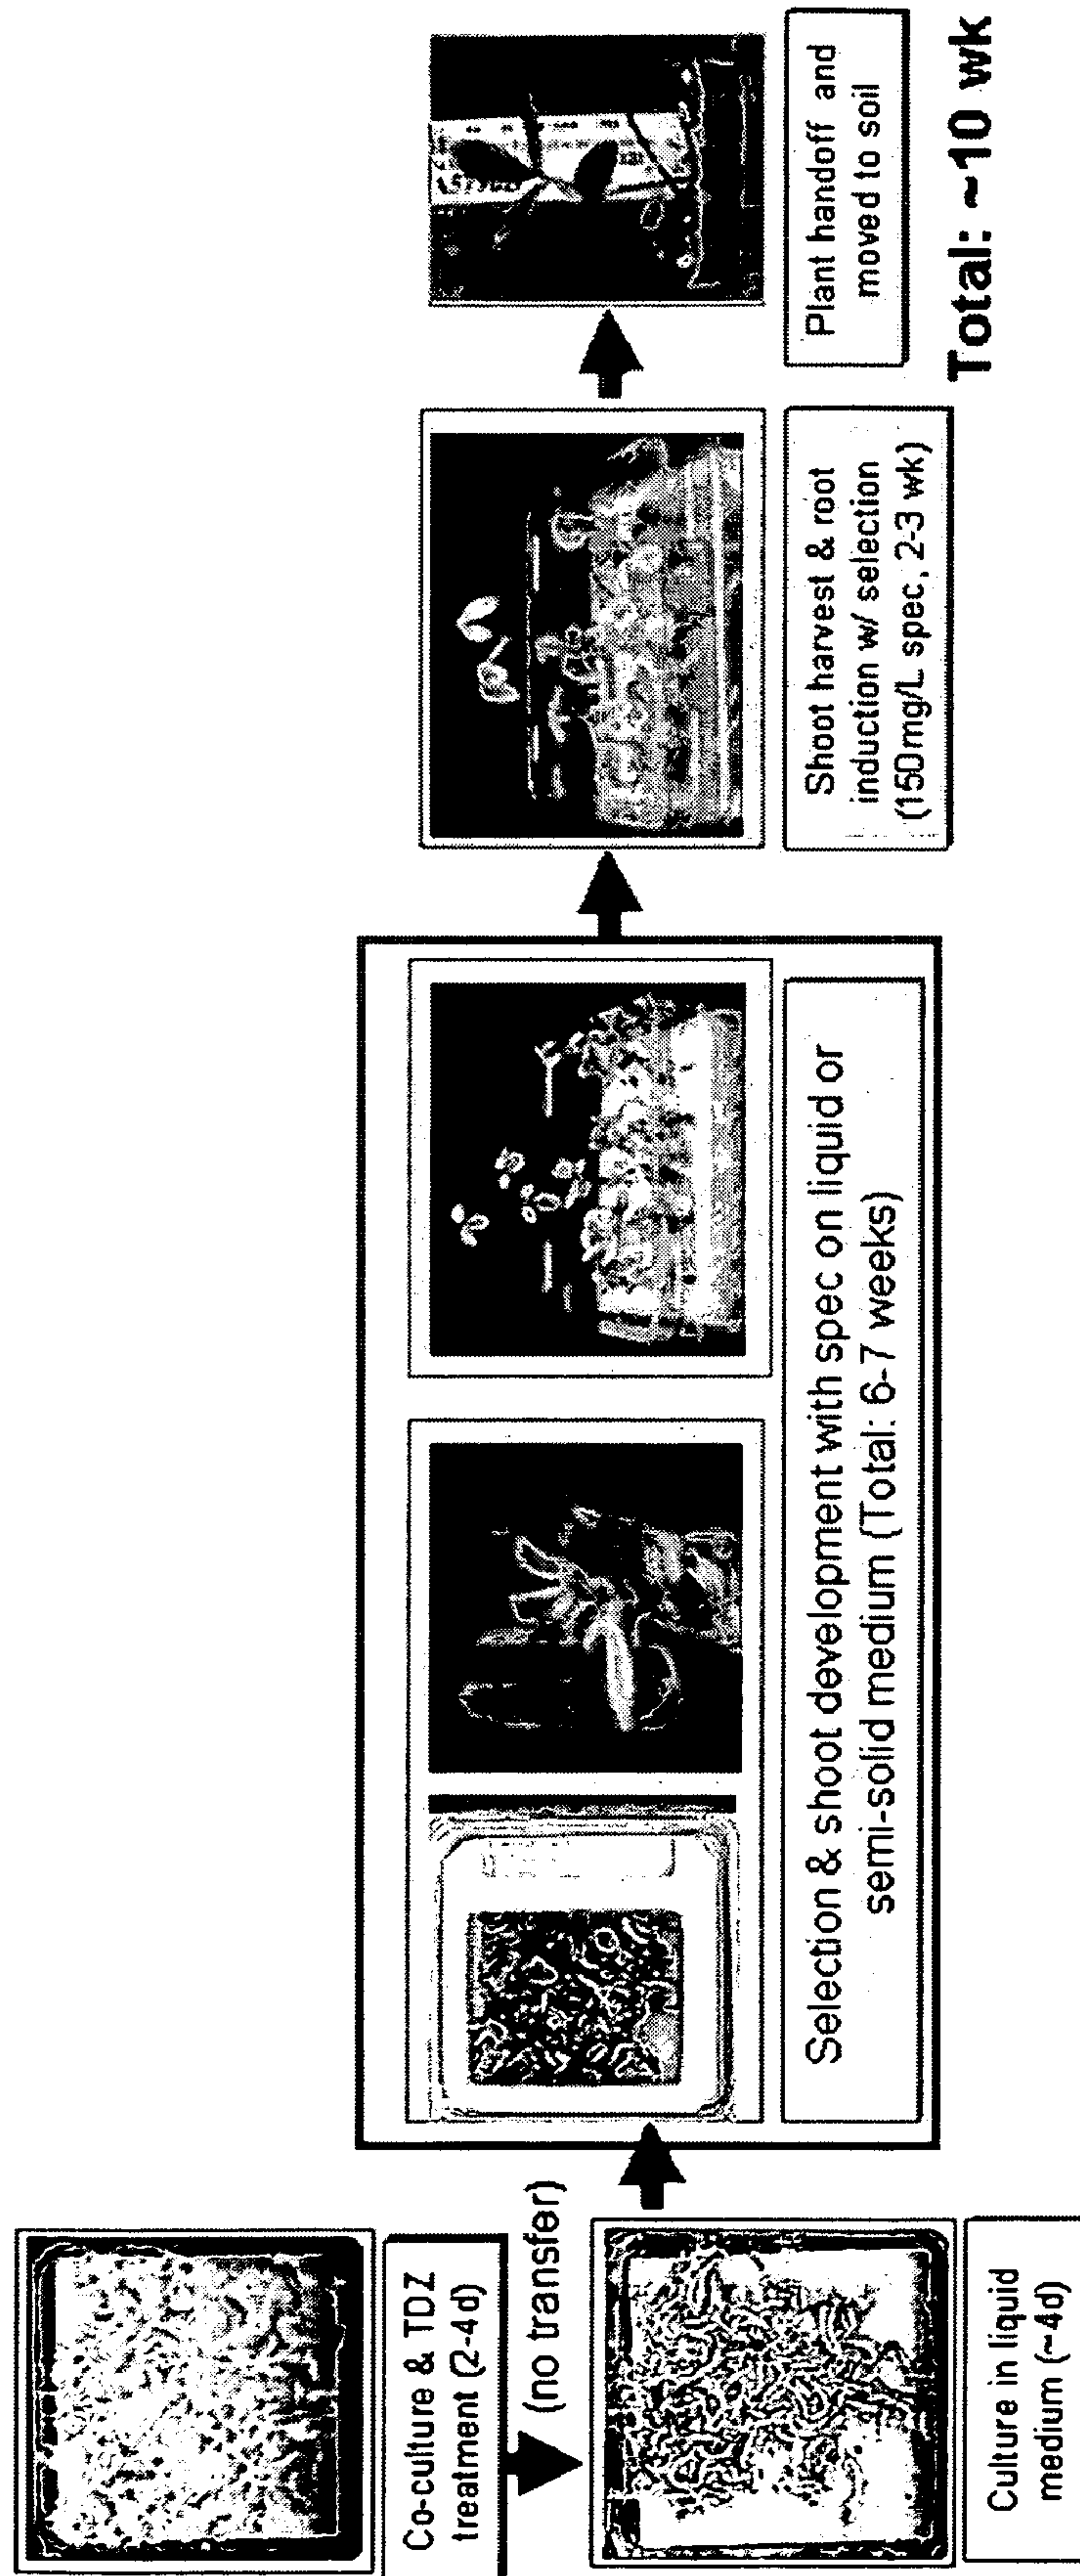 Co-culture & TDZ
treatment (2-4d)
(no transfer)
Culture in liquid
medium (~4d)
Selection & shoot development with spec on liquid or
semi-solid medium (Total: 6-7 weeks)
Shoot harvest & root
induction w/ selection
(150mg/L spec, 2-3 wk)
Plant handoff and
moved to soil
Total: ~10 wk